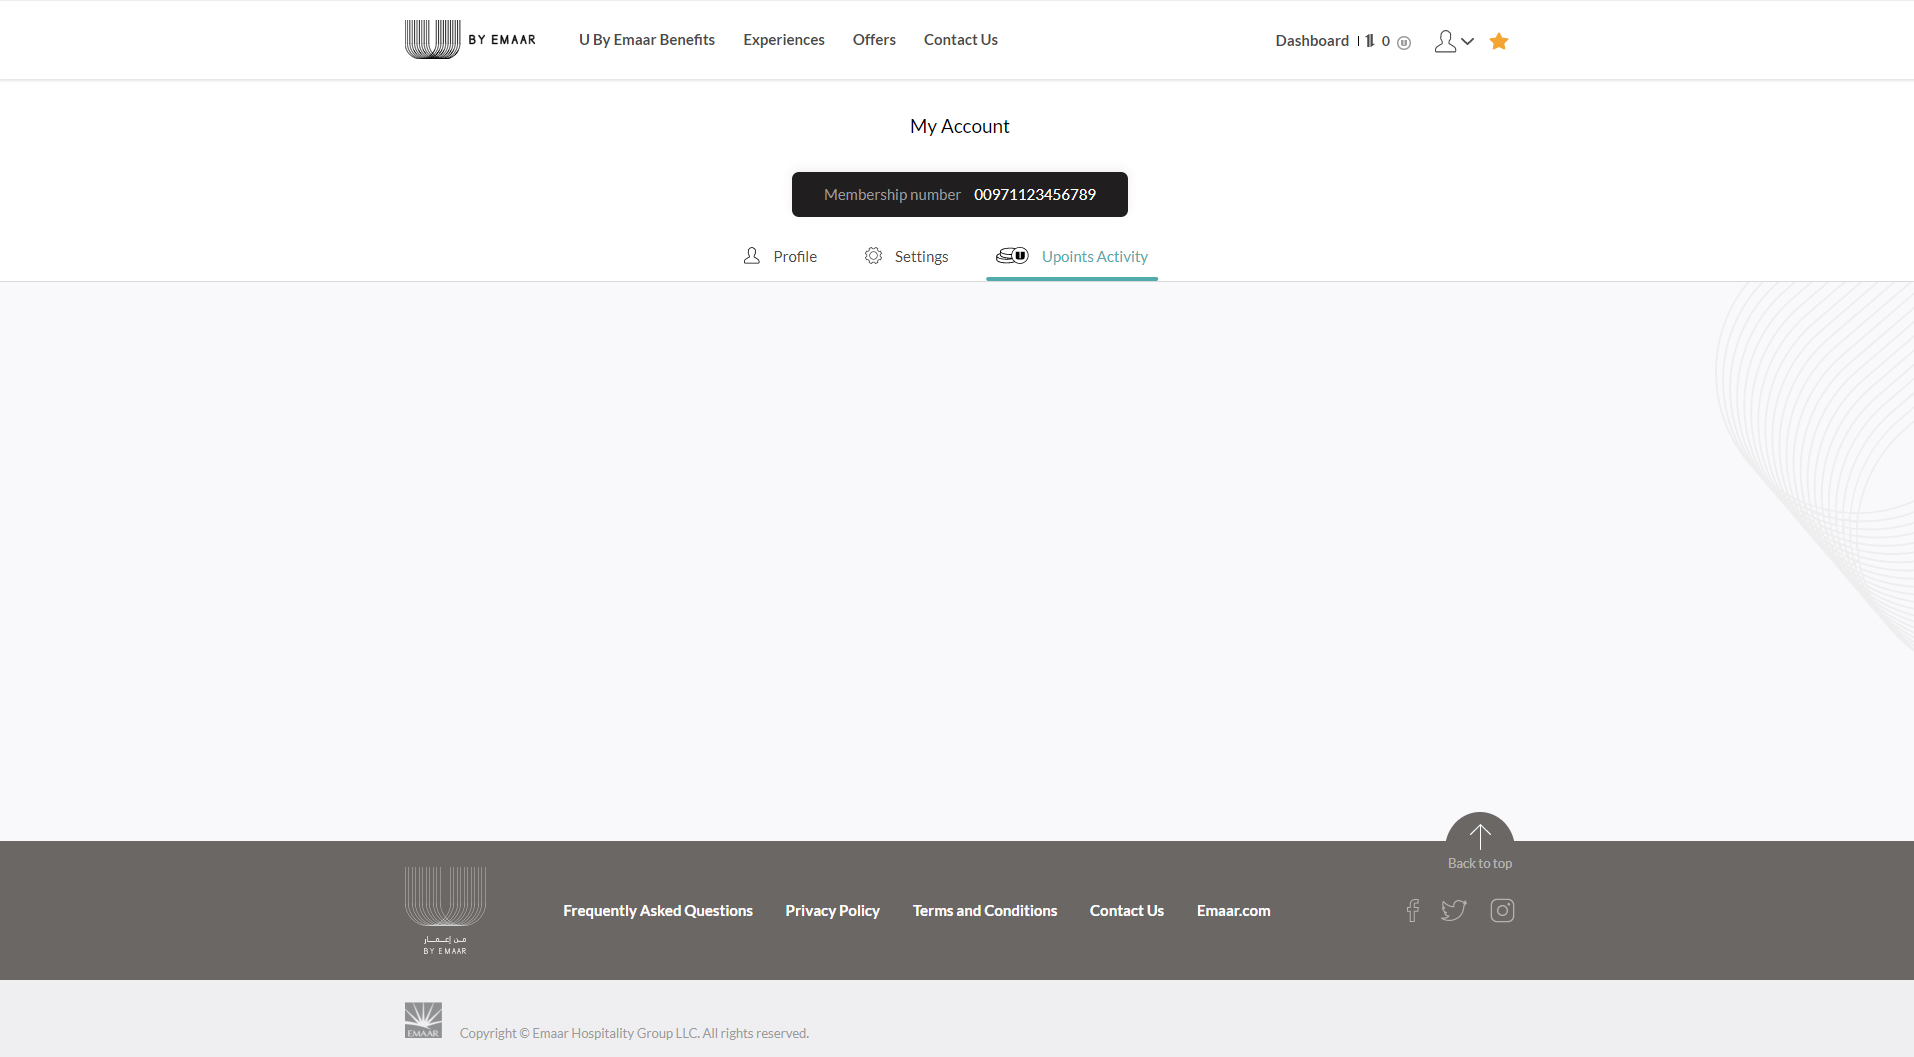 BY EMAAR
U By Emaar Benefits
Experiences
Offers
Contact Us
Dashboard
0
My Account
Membership number 00971123456789
Profile
Settings
Upoints Activity
Back to top
من إعمار
BY EMAAR
Frequently Asked Questions
Privacy Policy
Terms and Conditions
Contact Us
Emaar.com
EMAAR
Copyright © Emaar Hospitality Group LLC. All rights reserved.